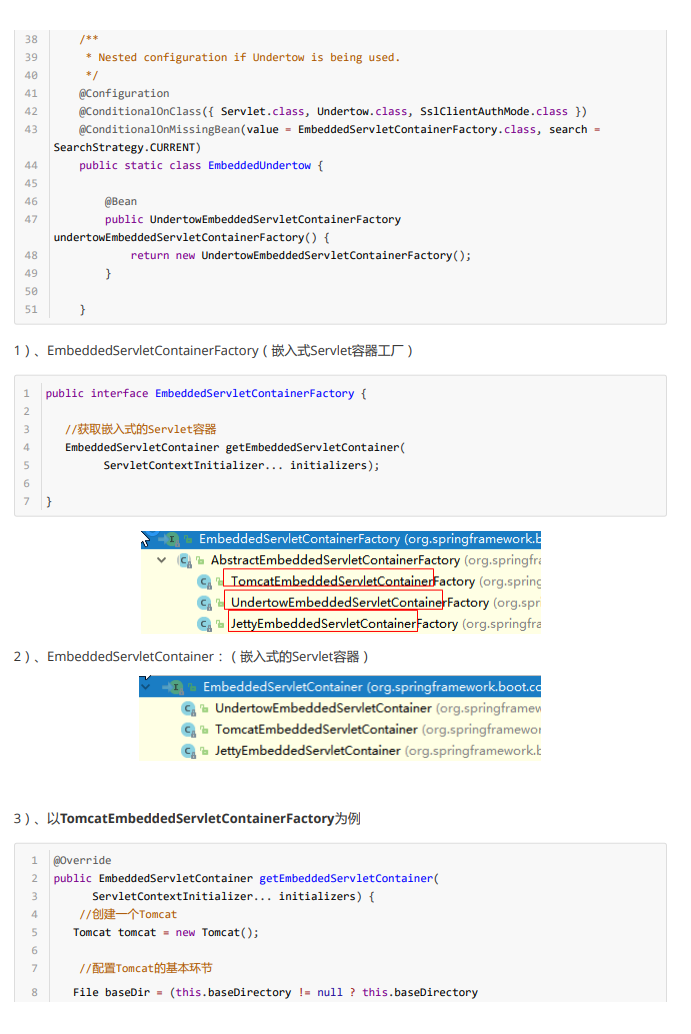 38 /**
39 * Nested configuration if Undertow is being used.
40 */
41 @Configuration
42 @ConditionalOnClass({ Servlet.class, Undertow.class, SslClientAuthMode.class })
43 @ConditionalOnMissingBean(value = EmbeddedServletContainerFactory.class, search =
SearchStrategy.CURRENT)
44 public static class EmbeddedUndertow {
45
46 @Bean
47 public UndertowEmbeddedServletContainerFactory
undertowEmbeddedServletContainerFactory() {
48 return new UndertowEmbeddedServletContainerFactory();
49 }
50
51 }
1）、EmbeddedServletContainerFactory（嵌入式Servlet容器工厂）
1 public interface EmbeddedServletContainerFactory {
2
3 //获取嵌入式的Servlet容器
4 EmbeddedServletContainer getEmbeddedServletContainer(
5 ServletContextInitializer... initializers);
6
7 }
EmbeddedServletContainerFactory (org.springframework.b
AbstractEmbeddedServletContainerFactory (org.springfra
TomcatEmbeddedServletContainerFactory (org.spring
UndertowEmbeddedServletContainerFactory (org.spr
JettyEmbeddedServletContainerFactory (org.springfra
2）、EmbeddedServletContainer：（嵌入式的Servlet容器）
EmbeddedServletContainer (org.springframework.boot.co
UndertowEmbeddedServletContainer (org.springframew
TomcatEmbeddedServletContainer (org.springframewor
JettyEmbeddedServletContainer (org.springframework.b
3）、以TomcatEmbeddedServletContainerFactory为例
1 @Override
2 public EmbeddedServletContainer getEmbeddedServletContainer(
3 ServletContextInitializer... initializers) {
4 //创建一个Tomcat
5 Tomcat tomcat = new Tomcat();
6
7 //配置Tomcat的基本环节
8 File baseDir = (this.baseDirectory != null ? this.baseDirectory